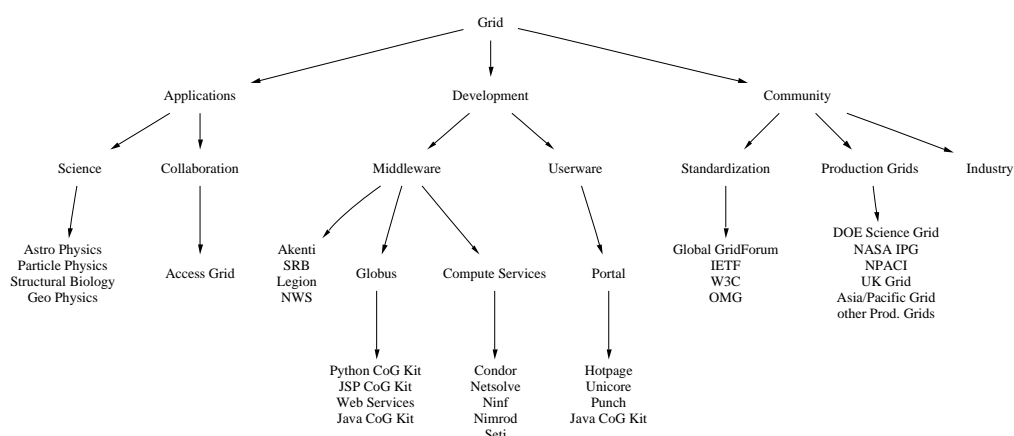 Grid
Applications
Development
Community
Science
Collaboration
Middleware
Userware
Standardization
Production Grids
Industry
Astro Physics
Particle Physics
Structural Biology
Geo Physics
Access Grid
Akenti
SRB
Legion
NWS
Globus
Compute Services
Portal
Global GridForum
IETF
W3C
OMG
DOE Science Grid
NASA IPG
NPACI
UK Grid
Asia/Pacific Grid
other Prod. Grids
Python CoG Kit
JSP CoG Kit
Web Services
Java CoG Kit
Condor
Netsolve
Ninf
Nimrod
Seti
Hotpage
Unicore
Punch
Java CoG Kit